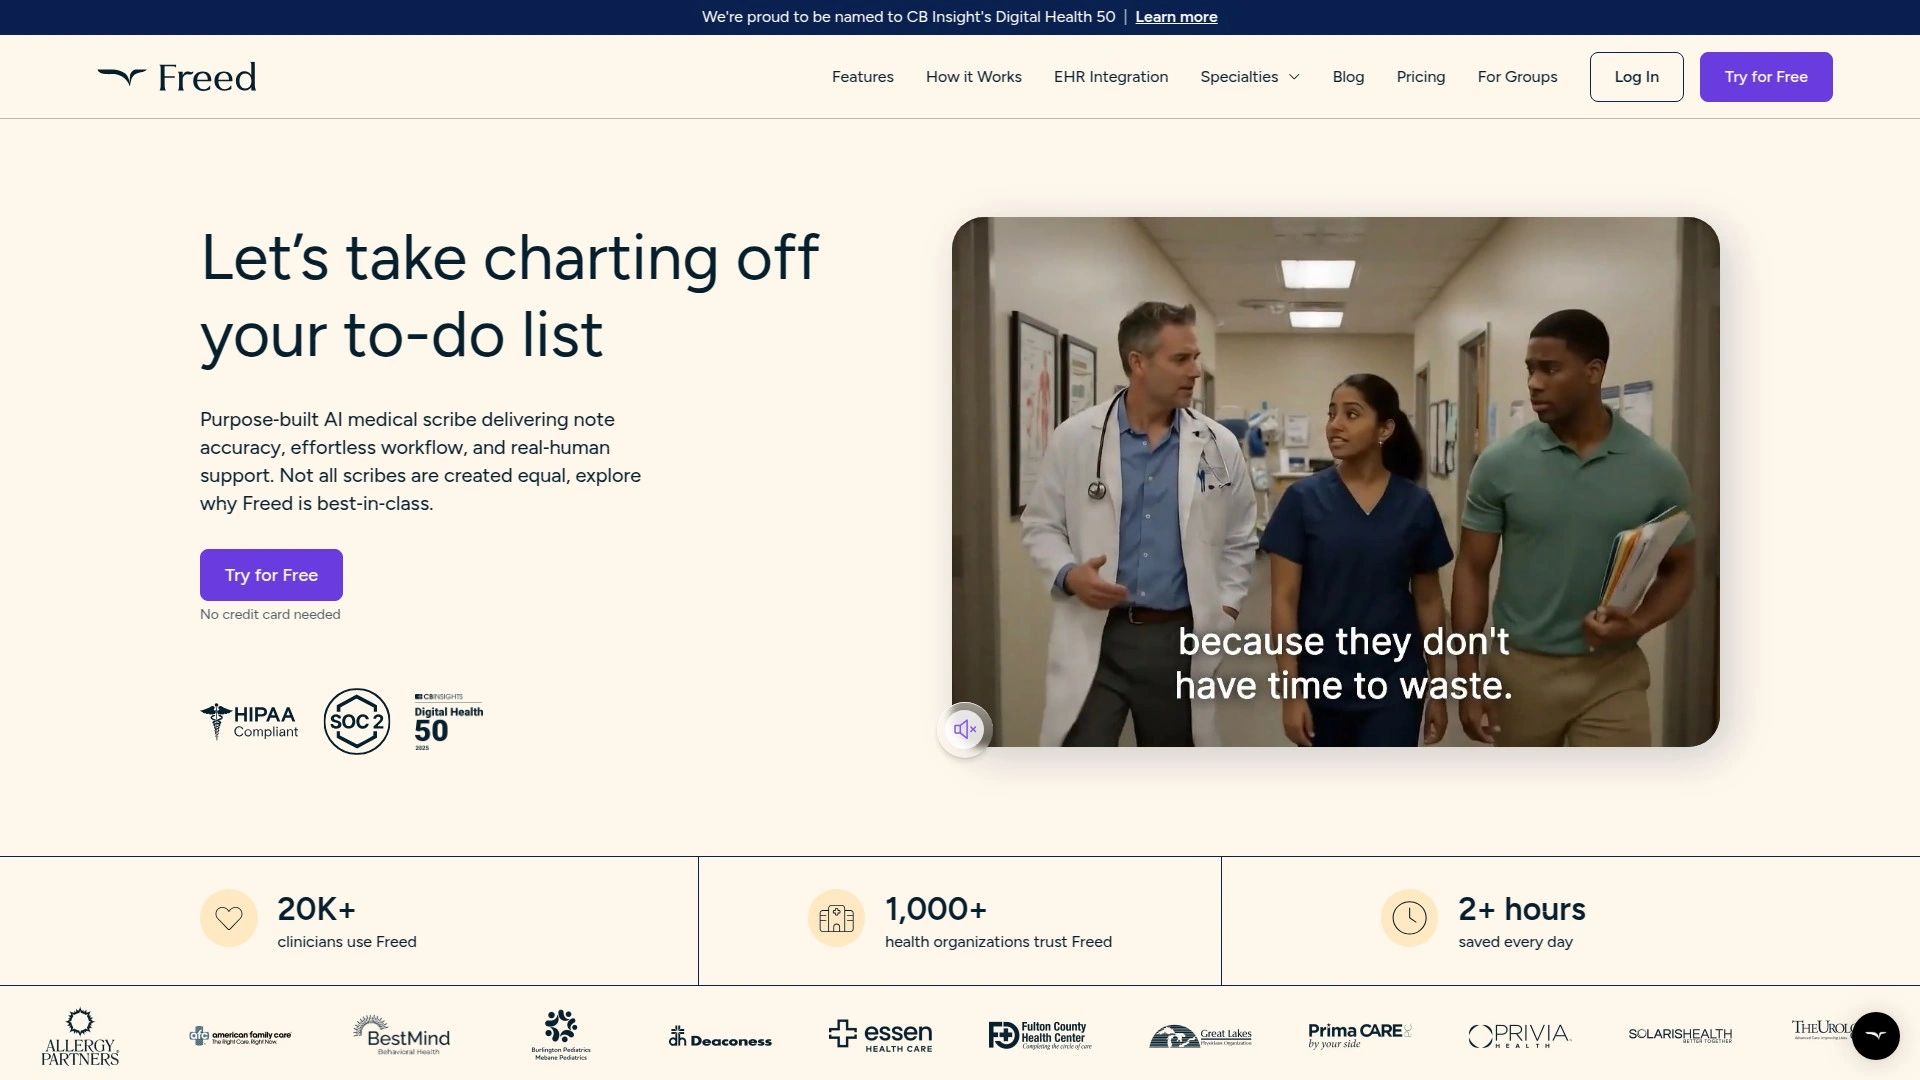 We're proud to be named to CB Insight's Digital Health 50 | Learn more
Freed
Features
How it Works
EHR Integration
Specialties
Blog
Pricing
For Groups
Log In
Try for Free
Let’s take charting off
your to-do list
Purpose-built AI medical scribe delivering note
accuracy, effortless workflow, and real-human
support. Not all scribes are created equal, explore
why Freed is best-in-class.
Try for Free
No credit card needed
HIPAA
Compliant
SOC 2
CBINSIGHTS
Digital Health
50
2025
because they don't
have time to waste.
20K+
clinicians use Freed
1,000+
health organizations trust Freed
2+ hours
saved every day
ALLERGY
PARTNERS
afc american family care
The Right Care. Right Now.
BestMind
Behavioral Health
Burlington Pediatrics
Mebane Pediatrics
Deaconess
essen
HEALTH CARE
Fulton County
Health Center
Completing the circle of care
Great Lakes
Physicians Organization
Prima CARE
by your side
PRIVIA
HEALTH
SOLARISHEALTH
BETTER TOGETHER